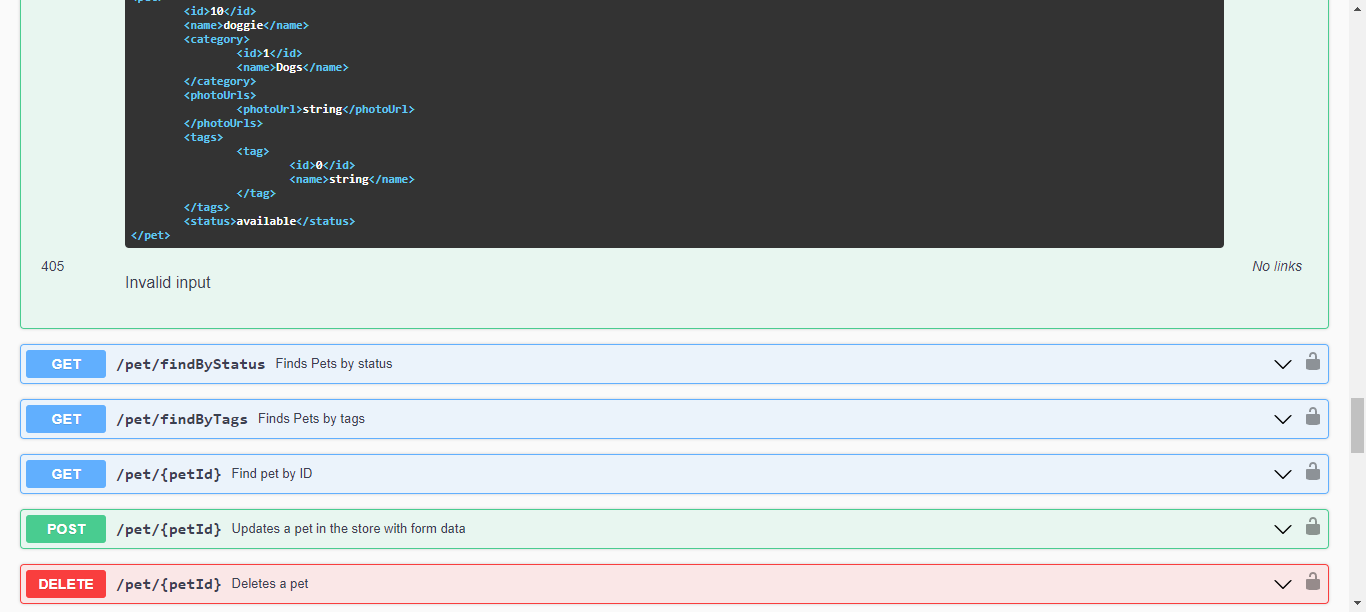 <id>10</id>
<name>doggie</name>
<category>
<id>1</id>
<name>Dogs</name>
</category>
<photoUrls>
<photoUrl>string</photoUrl>
</photoUrls>
<tags>
<tag>
<id>0</id>
<name>string</name>
</tag>
</tags>
<status>available</status>
</pet>
405 No links
Invalid input
GET /pet/findByStatus Finds Pets by status
GET /pet/findByTags Finds Pets by tags
GET /pet/{petId} Find pet by ID
POST /pet/{petId} Updates a pet in the store with form data
DELETE /pet/{petId} Deletes a pet